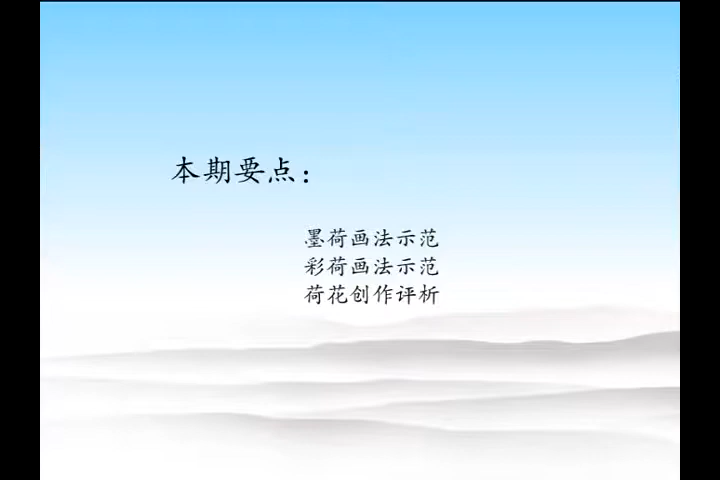 本期要点：
墨荷画法示范
彩荷画法示范
荷花创作评析